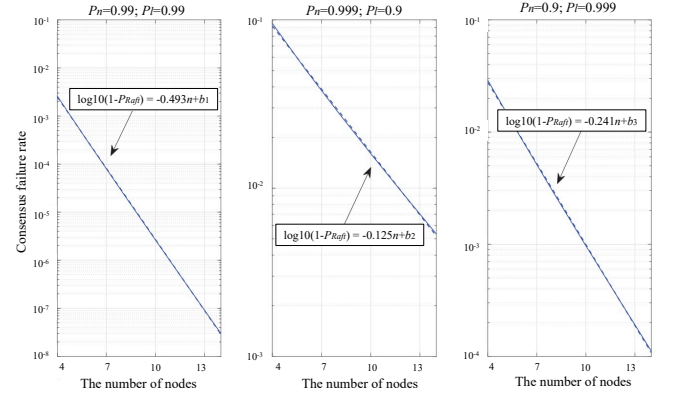 Pn=0.99; Pl=0.99
Pn=0.999; Pl=0.9
Pn=0.9; Pl=0.999
Consensus failure rate
10-1
10-2
10-3
10-4
10-5
10-6
10-7
10-8
log10(1-PRaft) = -0.493n+b1
4 7 10 13
The number of nodes
10-1
10-2
10-3
log10(1-PRaft) = -0.125n+b2
4 7 10 13
The number of nodes
10-1
10-2
10-3
10-4
log10(1-PRaft) = -0.241n+b3
4 7 10 13
The number of nodes